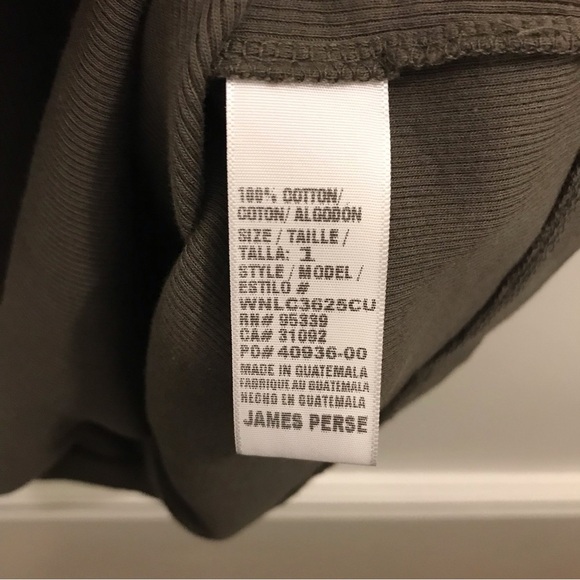 100% COTTON/
COTON/ ALGODON
SIZE / TAILLE /
TALLA: 1
STYLE / MODEL /
ESTILO #
WNLC3625CU
RN# 95339
CA# 31092
PO# 40936-00
MADE IN GUATEMALA
FABRIQUE AU GUATEMALA
HECHO EN GUATEMALA
JAMES PERSE